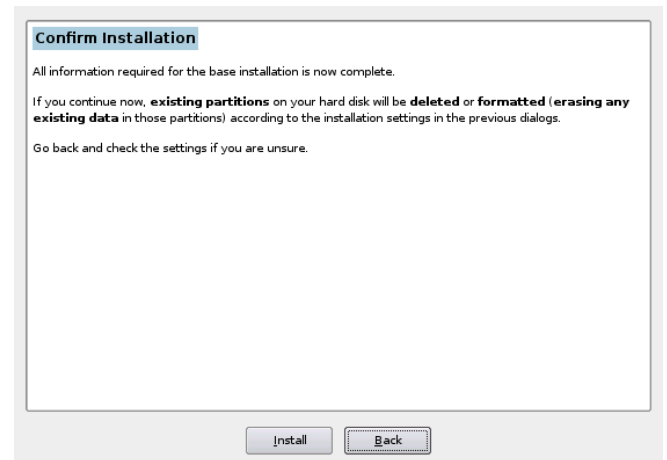 Confirm Installation
All information required for the base installation is now complete.
If you continue now, existing partitions on your hard disk will be deleted or formatted (erasing any
existing data in those partitions) according to the installation settings in the previous dialogs.
Go back and check the settings if you are unsure.
Install
Back